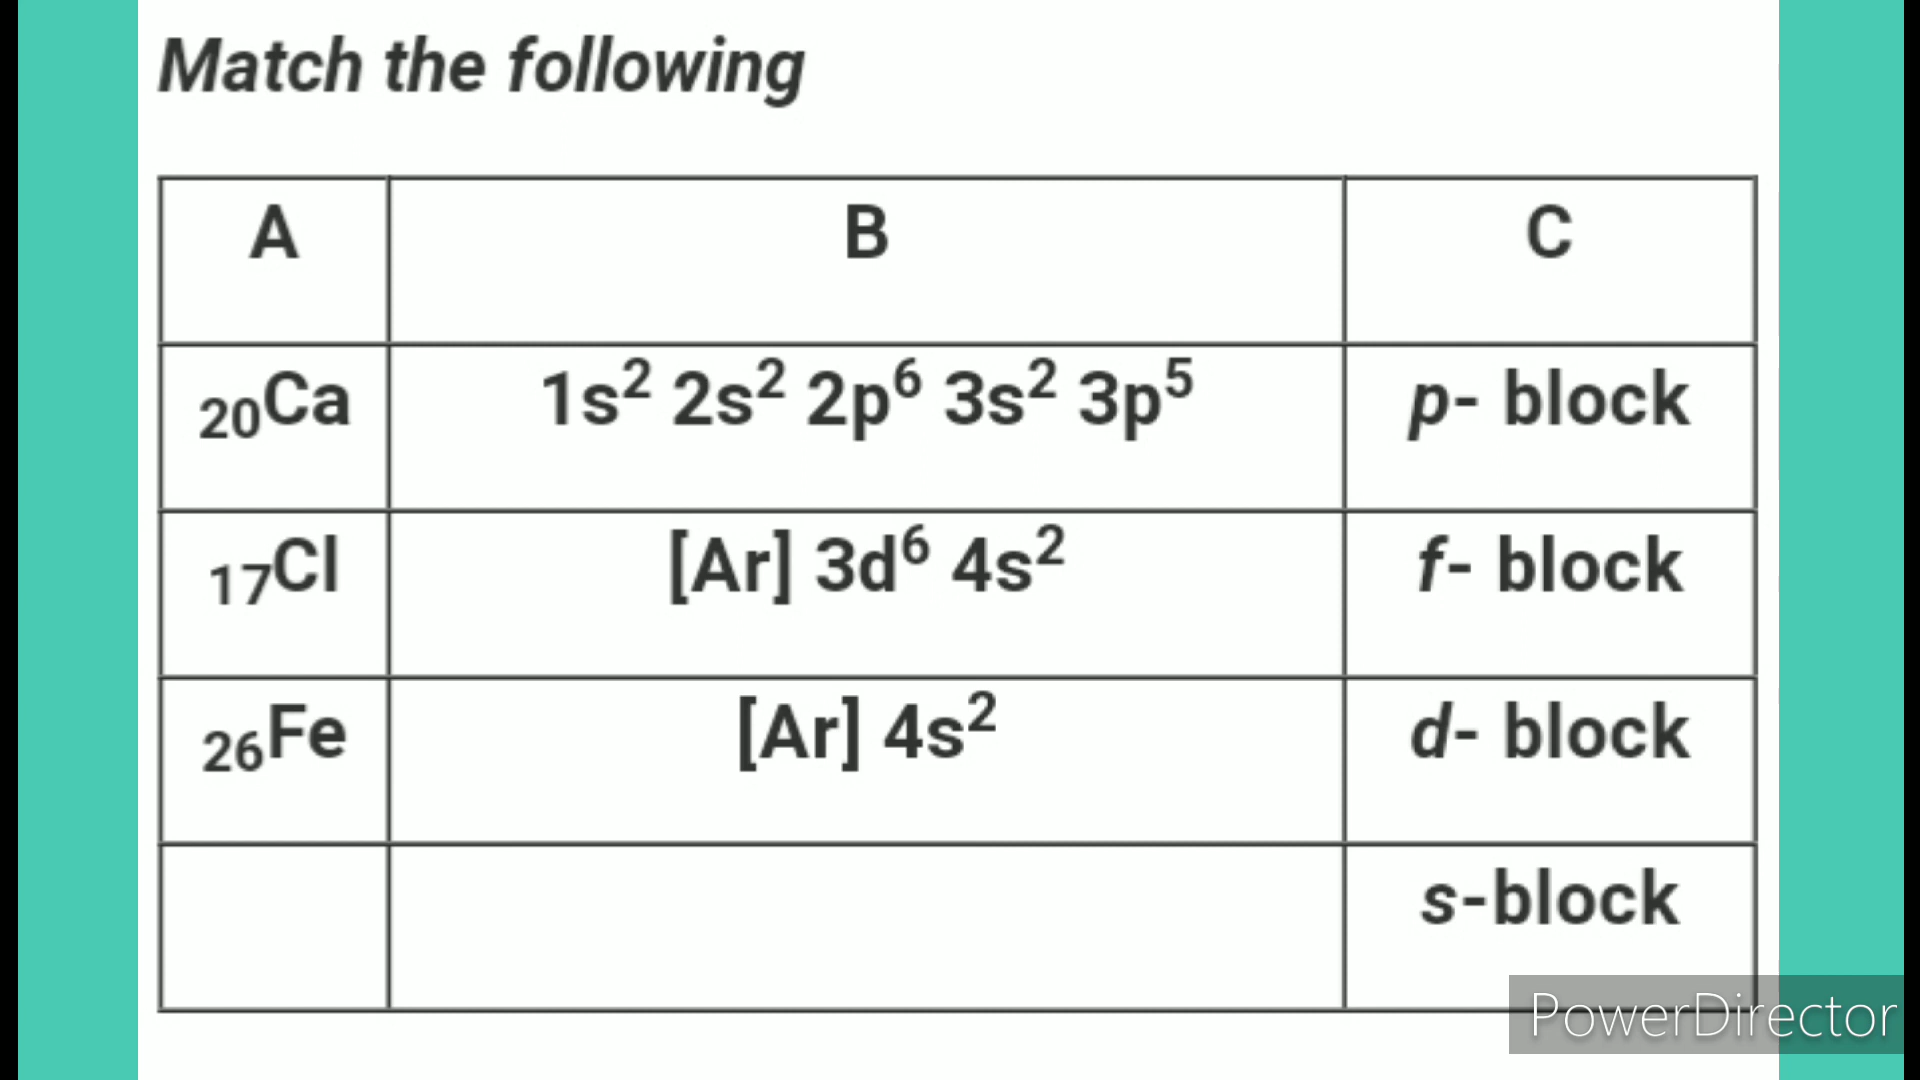 Match the following
A B C
₂₀Ca 1s² 2s² 2p⁶ 3s² 3p⁵ p- block
₁₇Cl [Ar] 3d⁶ 4s² f- block
₂₆Fe [Ar] 4s² d- block
s-block
PowerDirector